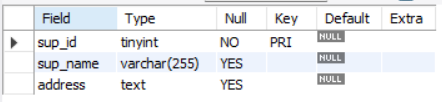 Field Type Null Key Default Extra
sup_id tinyint NO PRI NULL
sup_name varchar(255) YES NULL
address text YES NULL